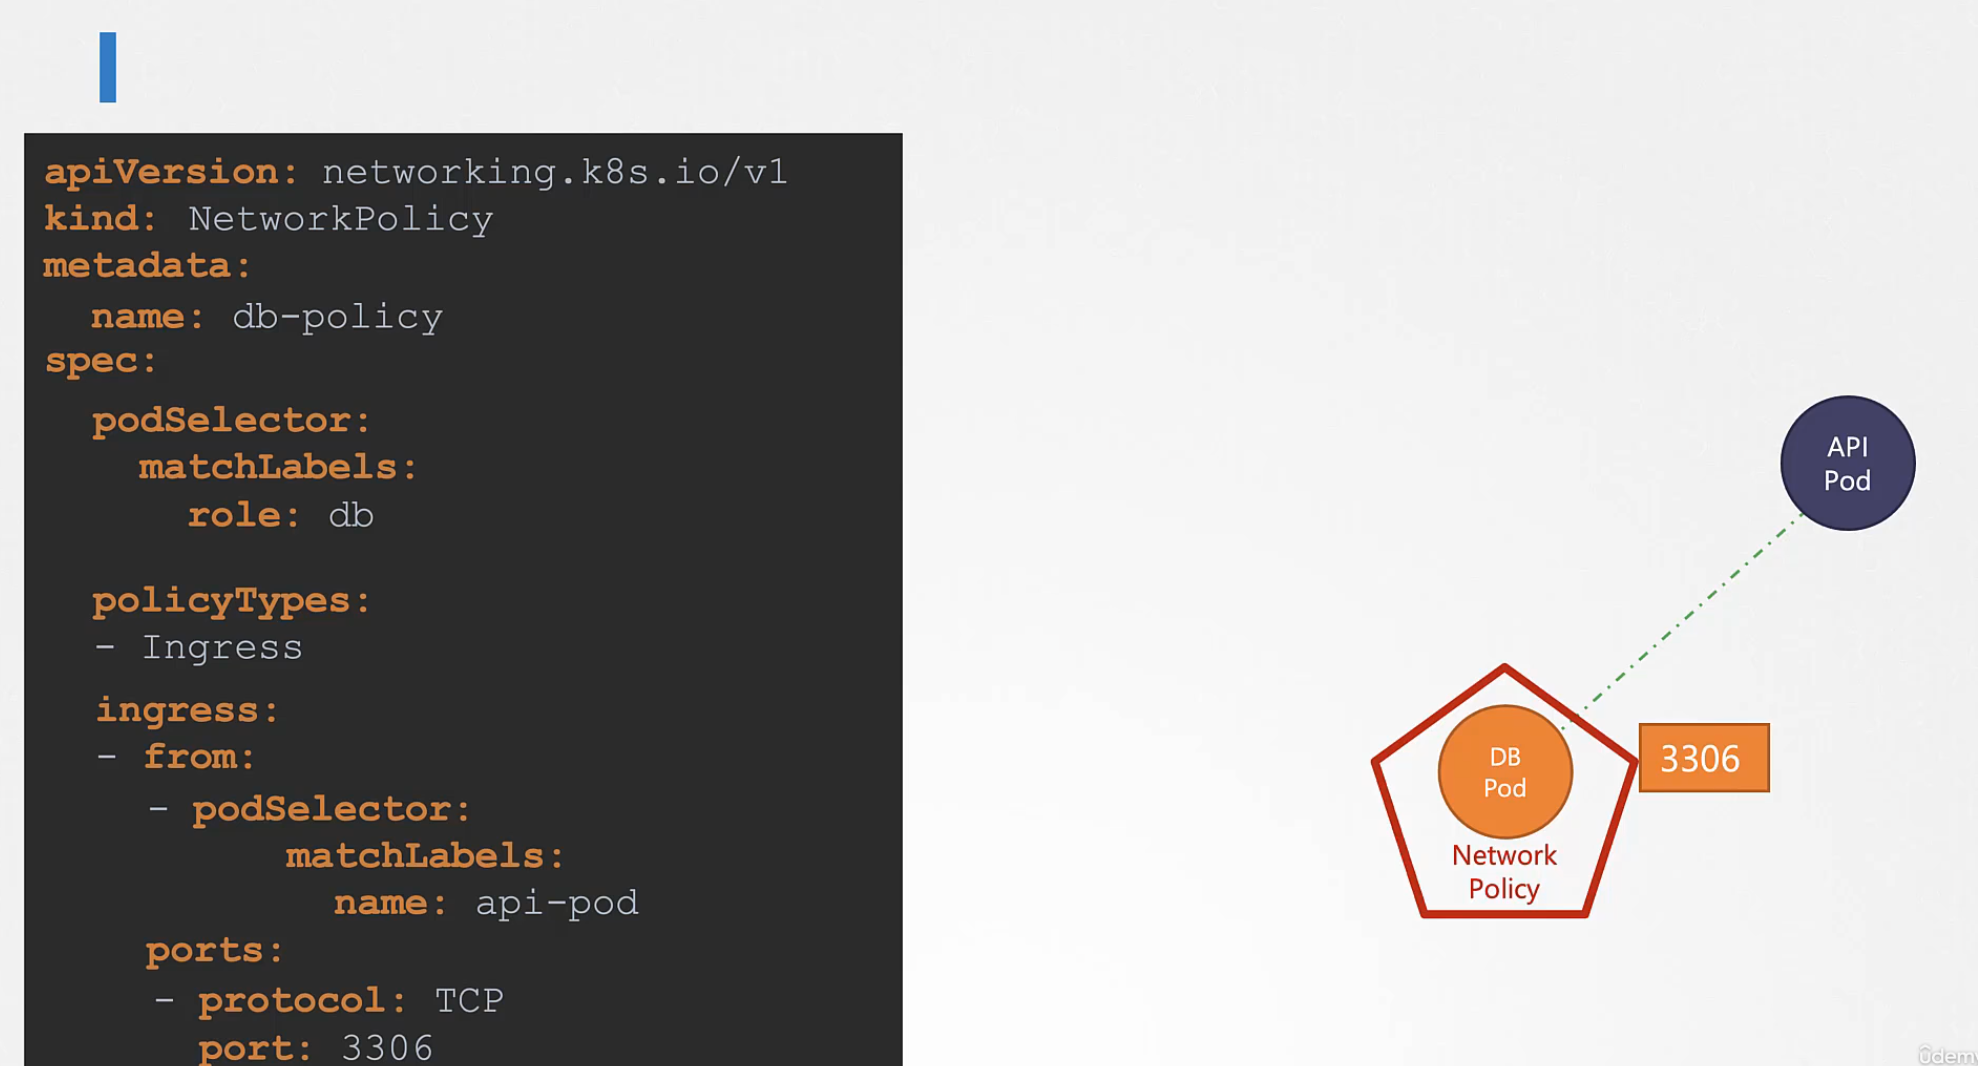 apiVersion: networking.k8s.io/v1
kind: NetworkPolicy
metadata:
name: db-policy
spec:
podSelector:
matchLabels:
role: db
policyTypes:
- Ingress
ingress:
- from:
- podSelector:
matchLabels:
name: api-pod
ports:
- protocol: TCP
port: 3306
API
Pod
DB
Pod
3306
Network
Policy